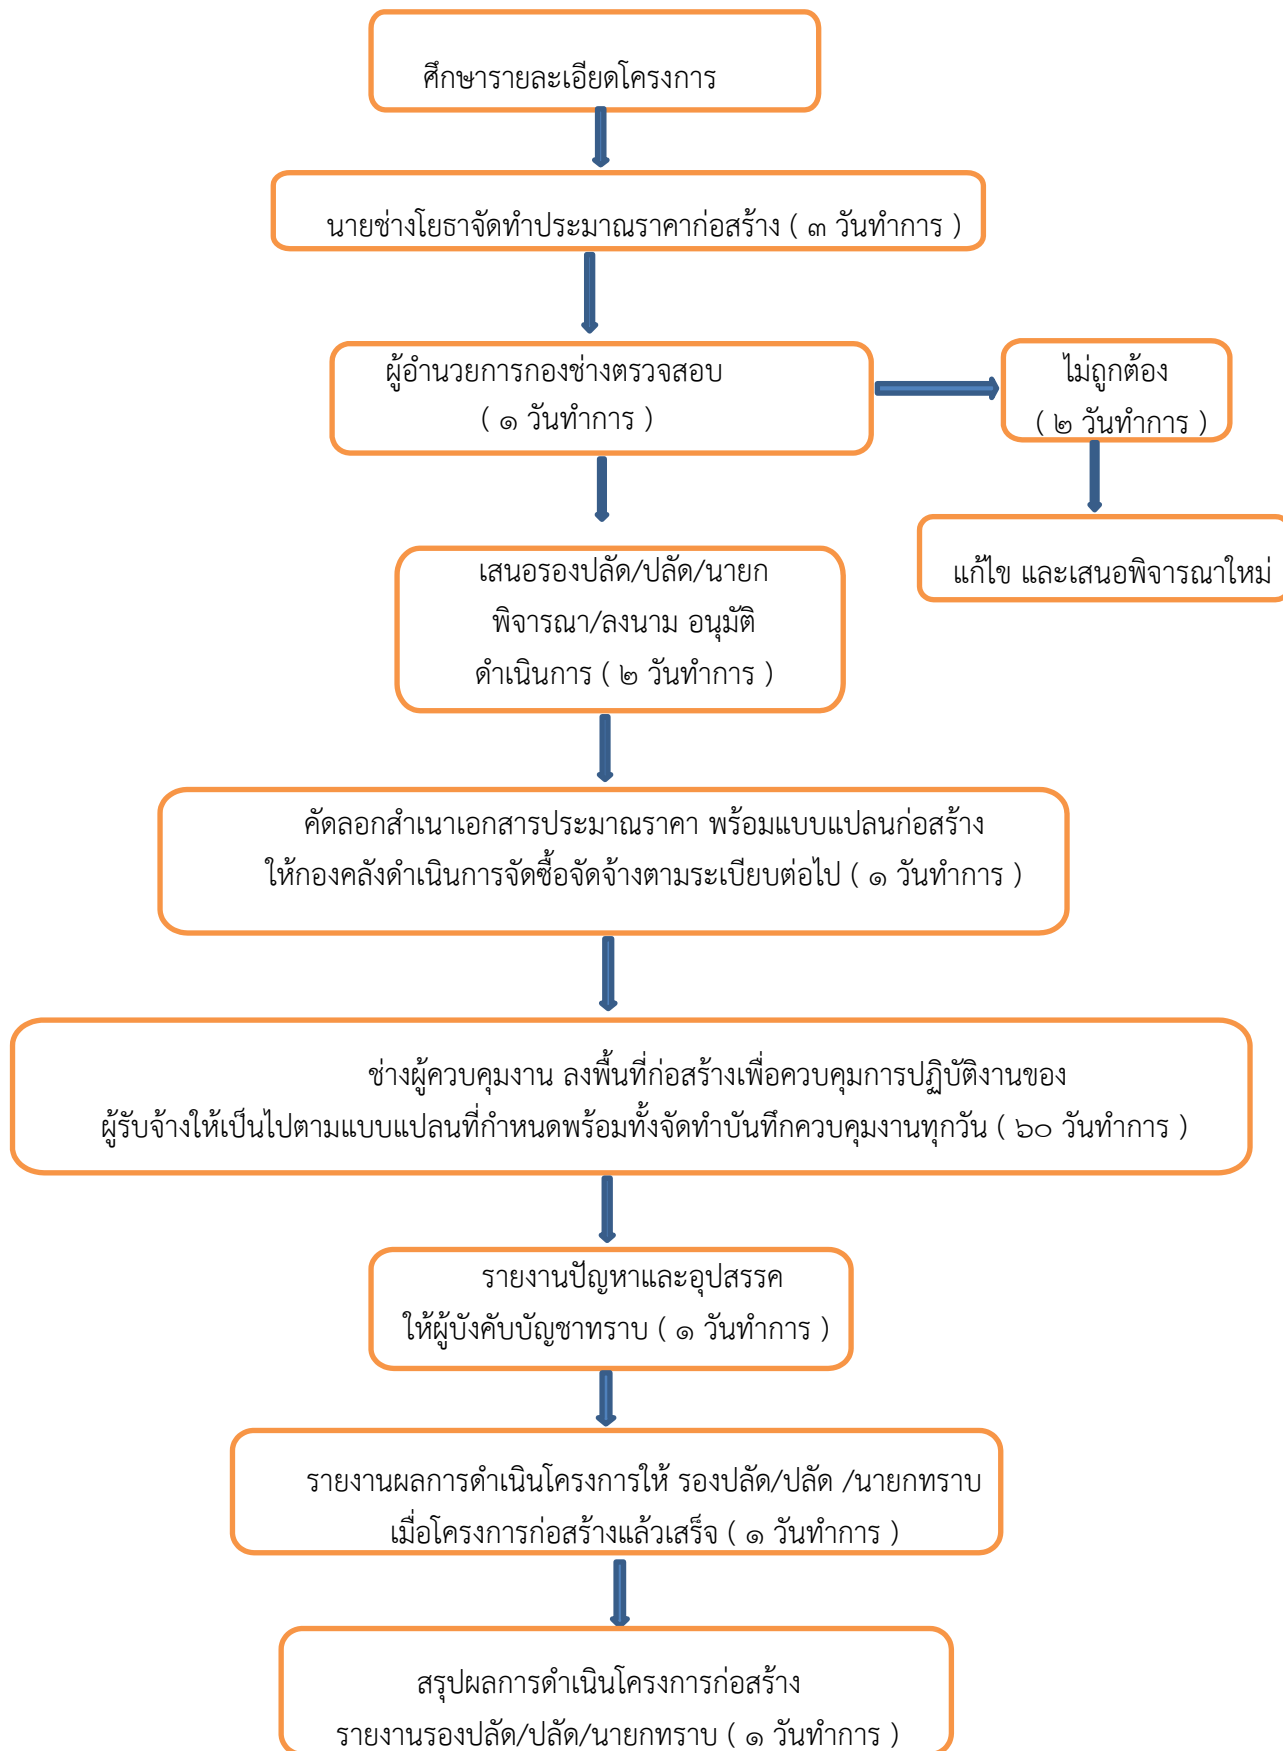 ศึกษารายละเอียดโครงการ
นายช่างโยธาจัดทำประมาณราคาก่อสร้าง ( ๓ วันทำการ )
ผู้อำนวยการกองช่างตรวจสอบ
( ๑ วันทำการ )
ไม่ถูกต้อง
( ๒ วันทำการ )
แก้ไข และเสนอพิจารณาใหม่
เสนอรองปลัด/ปลัด/นายก
พิจารณา/ลงนาม อนุมัติ
ดำเนินการ ( ๒ วันทำการ )
คัดลอกสำเนาเอกสารประมาณราคา พร้อมแบบแปลนก่อสร้าง
ให้กองคลังดำเนินการจัดซื้อจัดจ้างตามระเบียบต่อไป ( ๑ วันทำการ )
ช่างผู้ควบคุมงาน ลงพื้นที่ก่อสร้างเพื่อควบคุมการปฏิบัติงานของ
ผู้รับจ้างให้เป็นไปตามแบบแปลนที่กำหนดพร้อมทั้งจัดทำบันทึกควบคุมงานทุกวัน ( ๖๐ วันทำการ )
รายงานปัญหาและอุปสรรค
ให้ผู้บังคับบัญชาทราบ ( ๑ วันทำการ )
รายงานผลการดำเนินโครงการให้ รองปลัด/ปลัด /นายกทราบ
เมื่อโครงการก่อสร้างแล้วเสร็จ ( ๑ วันทำการ )
สรุปผลการดำเนินโครงการก่อสร้าง
รายงานรองปลัด/ปลัด/นายกทราบ ( ๑ วันทำการ )